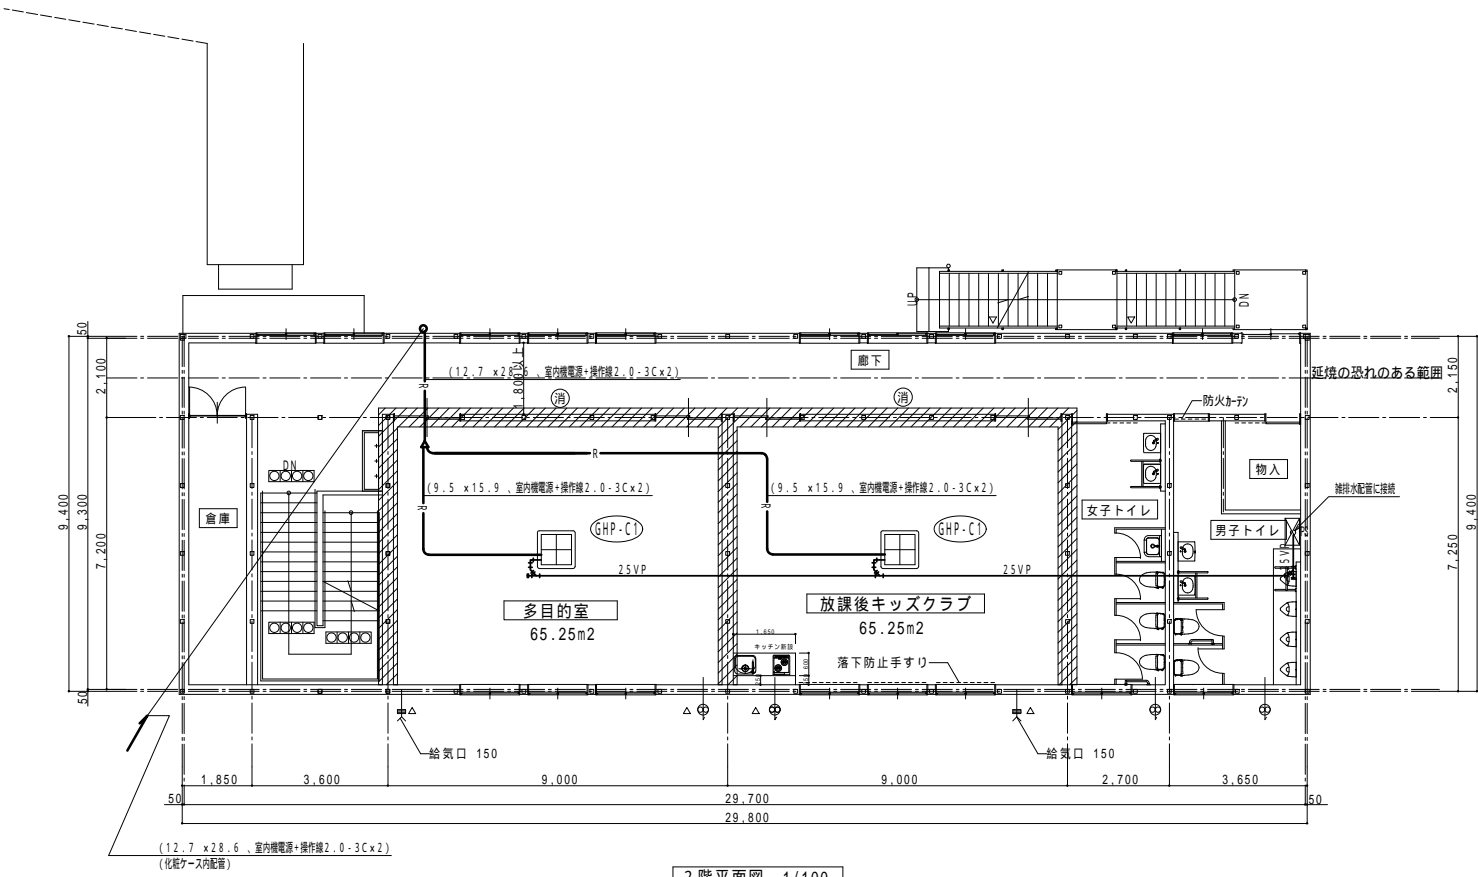 UP
DN
50
2,100
9,400
9,300
7,200
50
1,800以上
(12.7 x28.6 、室内機電源+操作線2.0-3Cx2)
廊下
延焼の恐れのある範囲
2,150
7,250
9,400
消
消
防火カーテン
R
R
(9.5 x15.9 、室内機電源+操作線2.0-3Cx2)
(9.5 x15.9 、室内機電源+操作線2.0-3Cx2)
R
R
DN
倉庫
物入
雑排水配管に接続
女子トイレ
男子トイレ
GHP-C1
GHP-C1
25VP
25VP
多目的室
65.25m2
放課後キッズクラブ
65.25m2
1,650
キッチン新設
600
落下防止手すり
給気口 150
給気口 150
1,850
3,600
9,000
9,000
2,700
3,650
50
29,700
50
29,800
(12.7 x28.6 、室内機電源+操作線2.0-3Cx2)
(化粧ケース内配管)
2階平面図 1/100